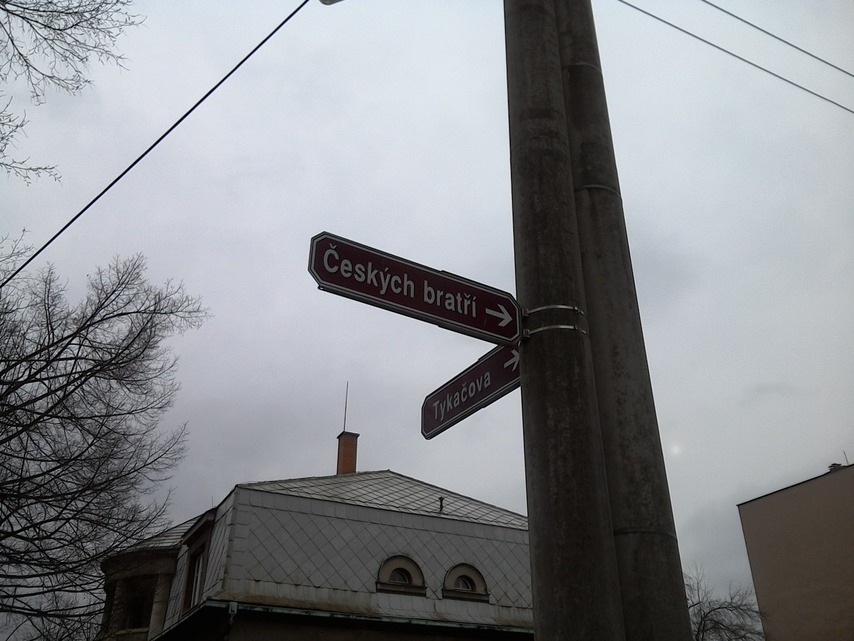 Českých bratří →
Tykačova →